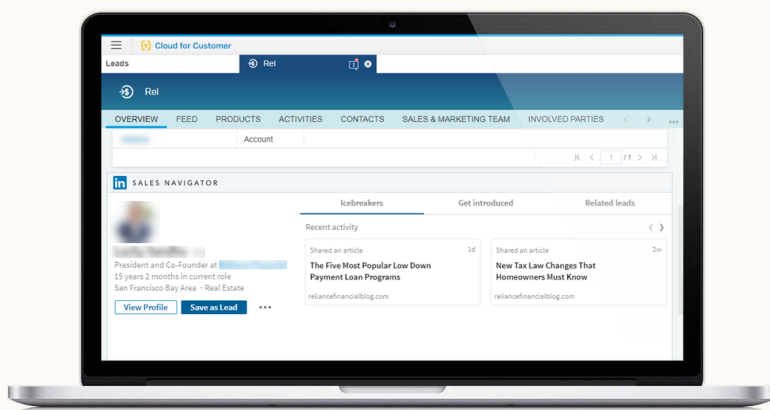 Cloud for Customer
Leads
Rel
Rel
OVERVIEW FEED PRODUCTS ACTIVITIES CONTACTS SALES & MARKETING TEAM INVOLVED PARTIES
Account
1 / 1
in SALES NAVIGATOR
Icebreakers Get introduced Related leads
Recent activity
Shared an article 1d
The Five Most Popular Low Down
Payment Loan Programs
reliancefinancialblog.com
Shared an article 2w
New Tax Law Changes That
Homeowners Must Know
reliancefinancialblog.com
President and Co-Founder at
15 years 2 months in current role
San Francisco Bay Area - Real Estate
View Profile Save as Lead